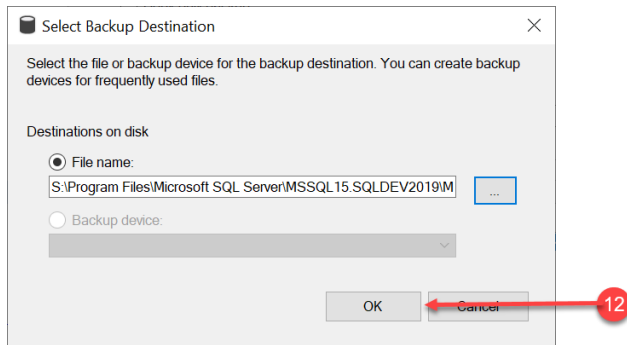 Select Backup Destination
Select the file or backup device for the backup destination. You can create backup
devices for frequently used files.
Destinations on disk
File name:
S:\Program Files\Microsoft SQL Server\MSSQL15.SQLDEV2019\M
...
Backup device:
OK
Cancel
12